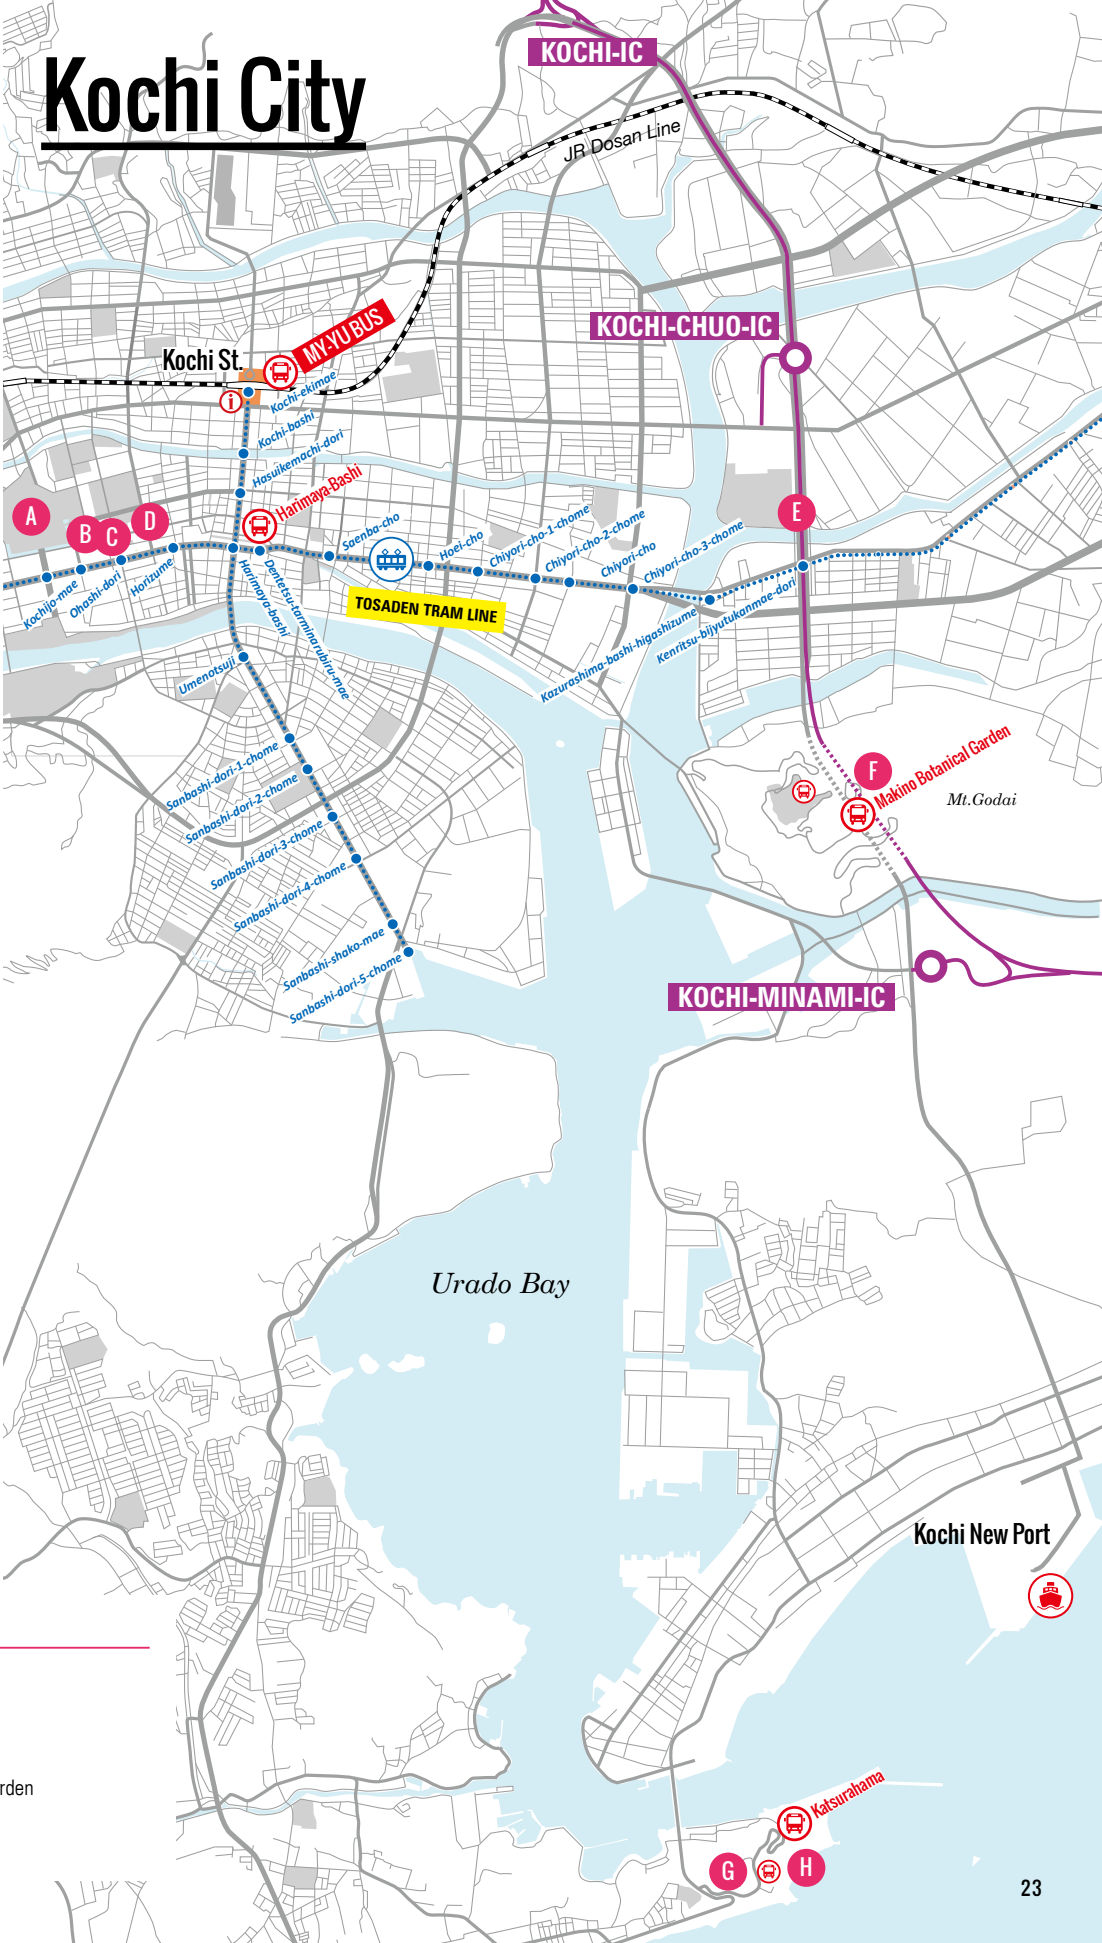 KOCHI-IC
Kochi City
JR Dosan Line
KOCHI-CHUO-IC
MY-YU BUS
Kochi St.
i
Kochi-ekimae
Kochi-bashi
Hasuikemachi-dori
Harimaya-Bashi
A
B
C
D
E
Saenba-cho
Hoei-cho
Chiyori-cho-1-chome
Chiyori-cho-2-chome
Chiyori-cho
Chiyori-cho-3-chome
Kochijo-mae
Ohashi-dori
Horizume
Harimaya-bashi
Dentetsu-tarminarubiru-mae
TOSADEN TRAM LINE
Kazurashima-bashi-higashizume
Kenritsu-bijyutukanmae-dori
Umenotsuji
Sanbashi-dori-1-chome
Sanbashi-dori-2-chome
Sanbashi-dori-3-chome
Sanbashi-dori-4-chome
Sanbashi-shako-mae
Sanbashi-dori-5-chome
F
Makino Botanical Garden
Mt.Godai
KOCHI-MINAMI-IC
Urado Bay
Kochi New Port
rden
Katsurahama
G
H
23